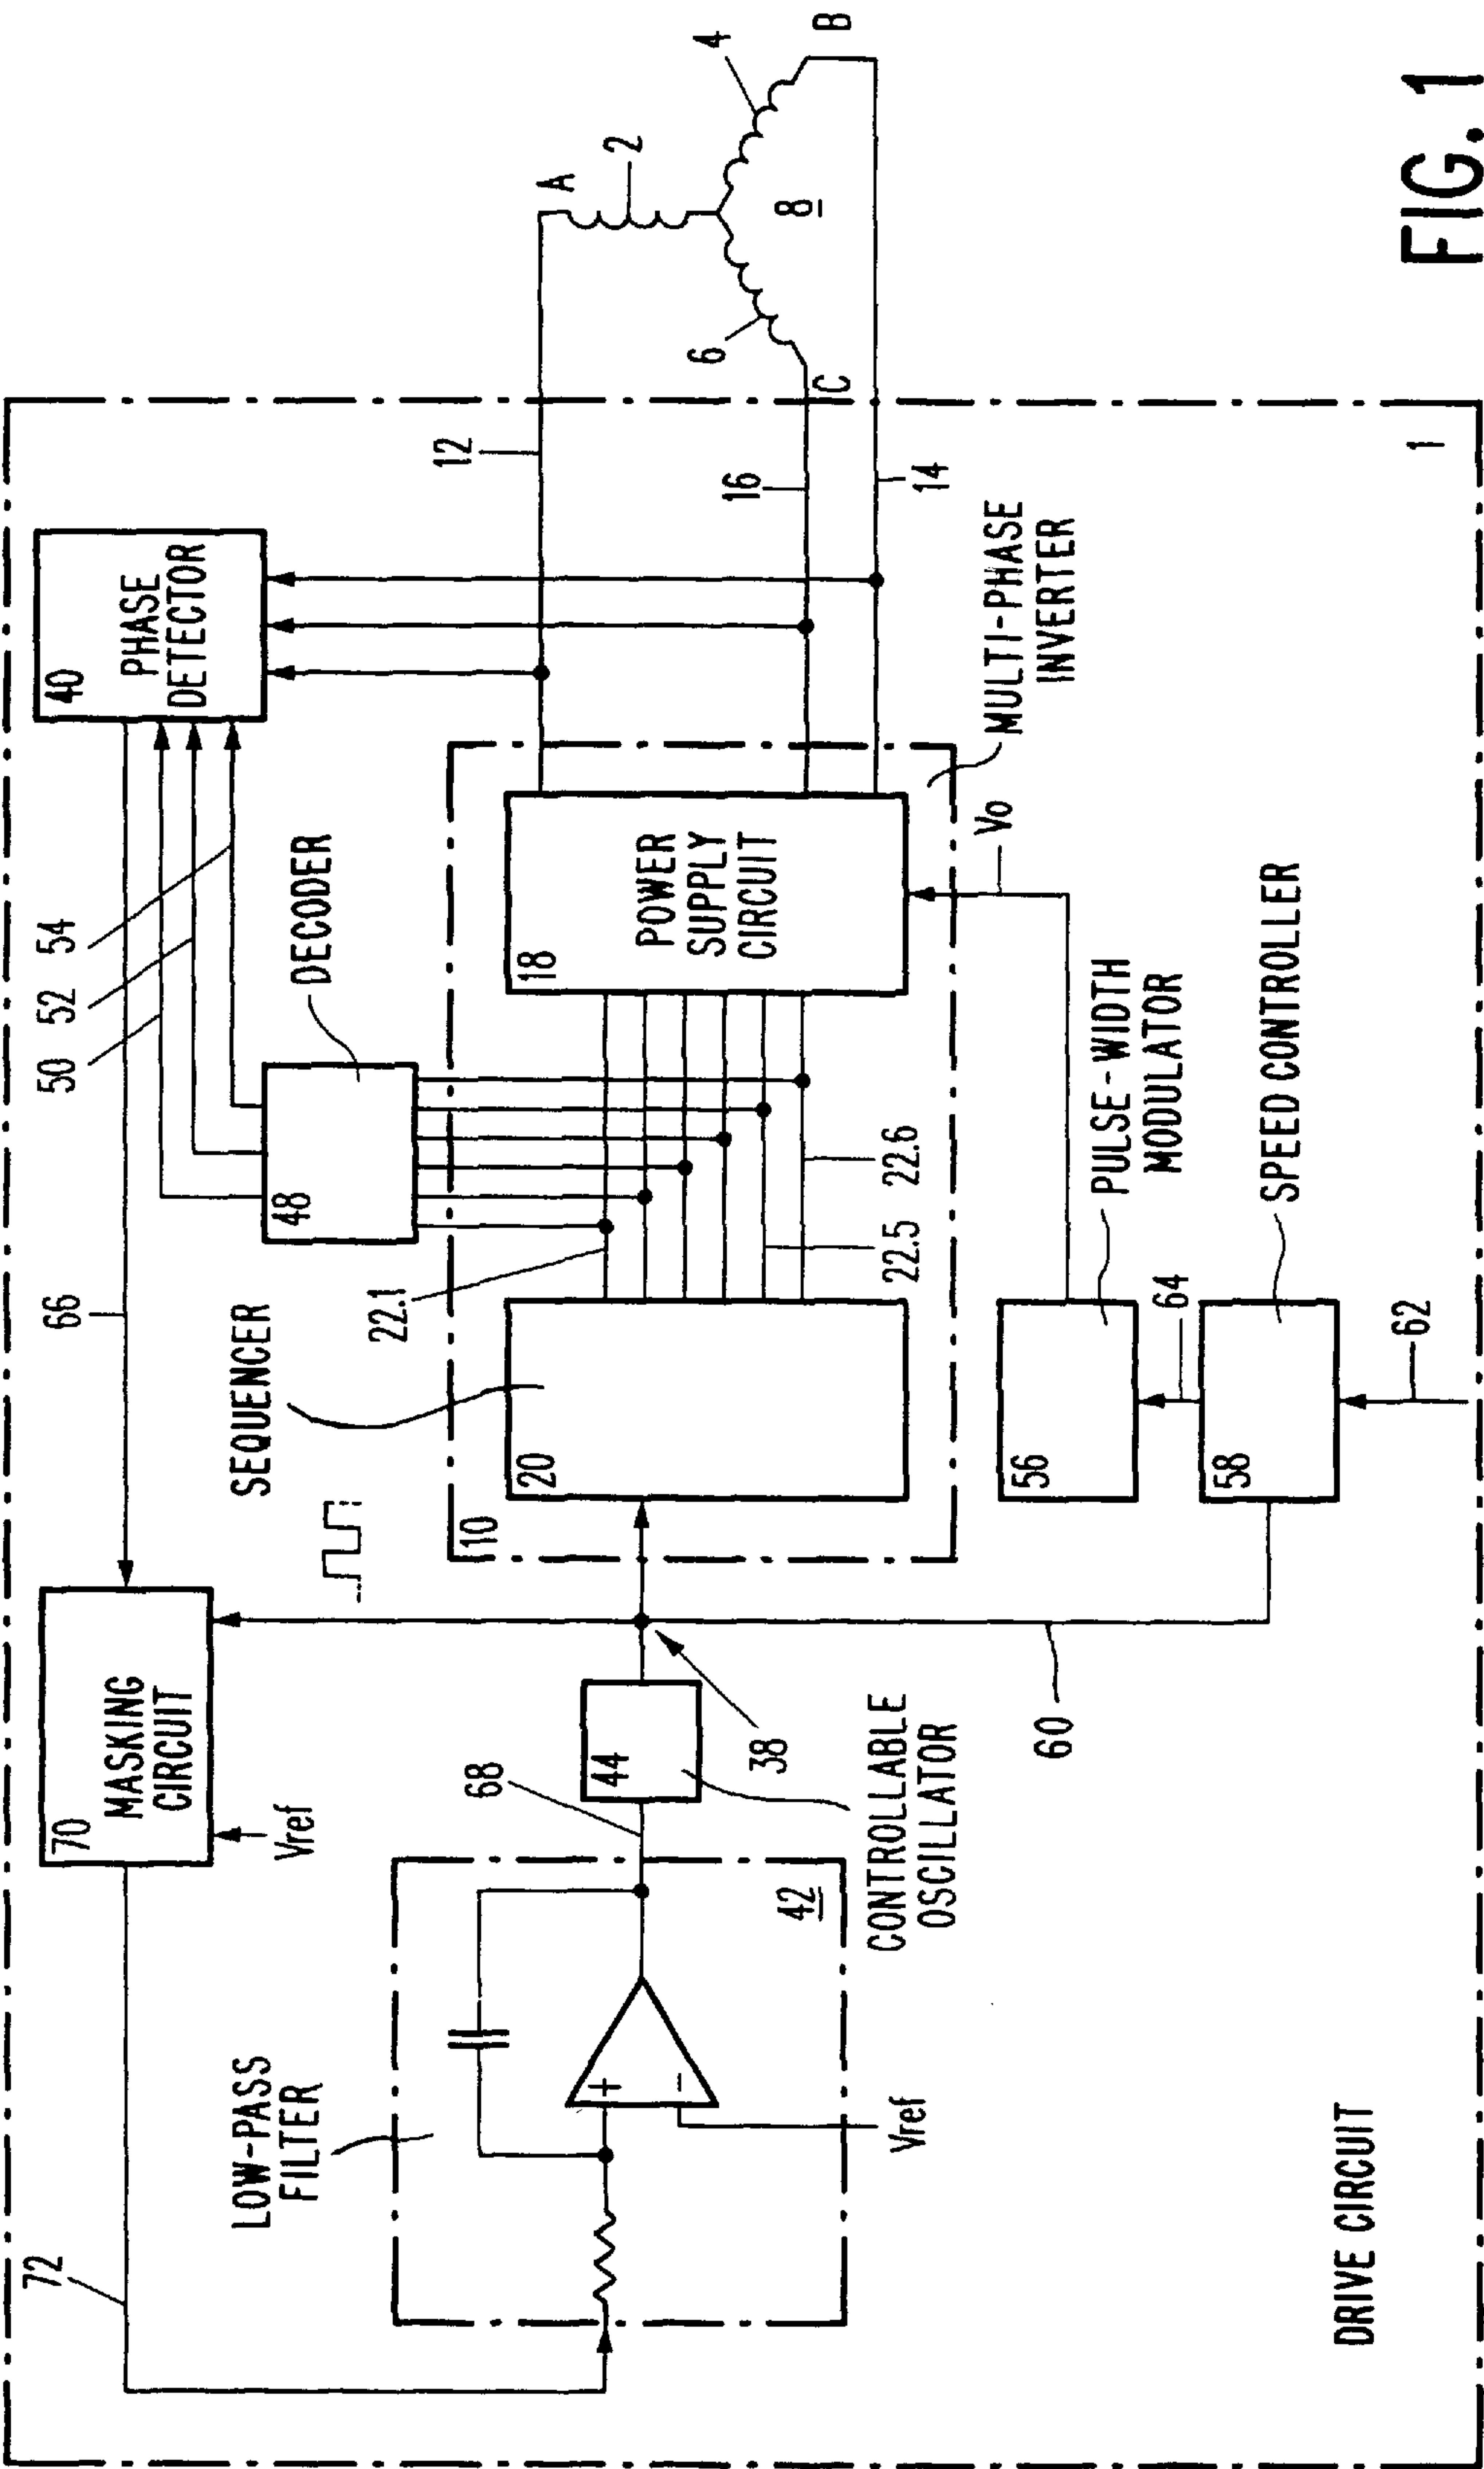 72
70
MASKING
CIRCUIT
Vref
66
50
52
54
40
PHASE
DETECTOR
LOW-PASS
FILTER
SEQUENCER
48
DECODER
12
A
2
4
B
6
8
C
68
44
42
+
-
Vref
38
CONTROLLABLE
OSCILLATOR
10
20
22.1
22.5
22.6
18
POWER
SUPPLY
CIRCUIT
16
14
MULTI-PHASE
INVERTER
Vo
60
56
PULSE-WIDTH
MODULATOR
64
58
SPEED CONTROLLER
62
DRIVE CIRCUIT
1
FIG. 1